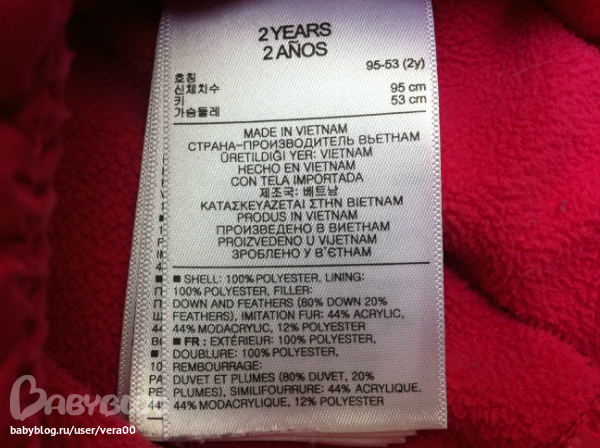 2 YEARS
2 AÑOS
95-53 (2y)
호칭
신체치수
키 95 cm
가슴둘레 53 cm
MADE IN VIETNAM
СТРАНА-ПРОИЗВОДИТЕЛЬ ВЬЕТНАМ
ÜRETILDIĞI YER: VIETNAM
HECHO EN VIETNAM
CON TELA IMPORTADA
제조국: 베트남
ΚΑΤΑΣΚΕΥΑΖΕΤΑΙ ΣΤΗΝ ΒΙΕΤΝΑΜ
PRODUS IN VIETNAM
ПРОИЗВЕДЕНО В ВИЕТНАМ
PROIZVEDENO U VIJETNAM
ЗРОБЛЕНО У В'ЄТНАМ
■ SHELL: 100% POLYESTER, LINING:
100% POLYESTER, FILLER:
DOWN AND FEATHERS (80% DOWN 20%
FEATHERS), IMITATION FUR: 44% ACRYLIC,
44% MODACRYLIC, 12% POLYESTER
■ FR : EXTÉRIEUR: 100% POLYESTER,
DOUBLURE: 100% POLYESTER,
REMBOURRAGE:
DUVET ET PLUMES (80% DUVET, 20%
PLUMES), SIMILIFOURRURE: 44% ACRYLIQUE,
44% MODACRYLIQUE, 12% POLYESTER
BABYBLOG
babyblog.ru/user/vera00